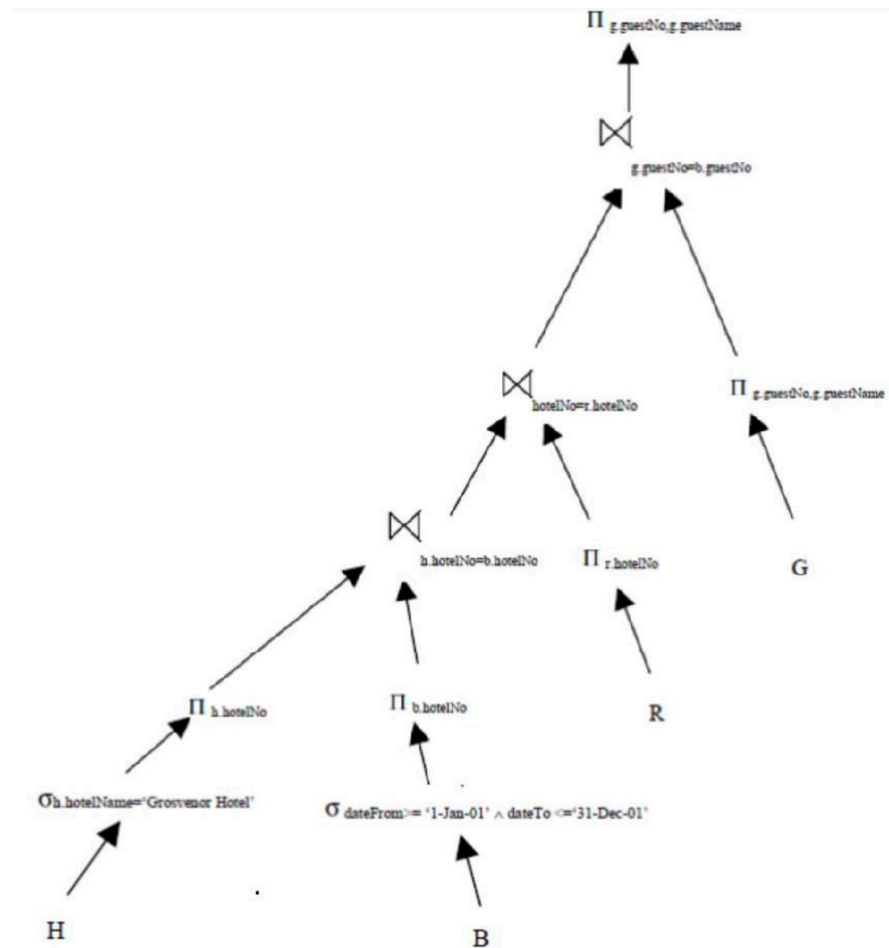 Π g.guestNo,g.guestName
⋈
g.guestNo=b.guestNo
⋈
hotelNo=r.hotelNo
Π g.guestNo,g.guestName
⋈
h.hotelNo=b.hotelNo
Π r.hotelNo
G
Π h.hotelNo
Π b.hotelNo
R
σh.hotelName=‘Grosvenor Hotel’
σ dateFrom>= ‘1-Jan-01’ ∧ dateTo <=‘31-Dec-01’
H
B